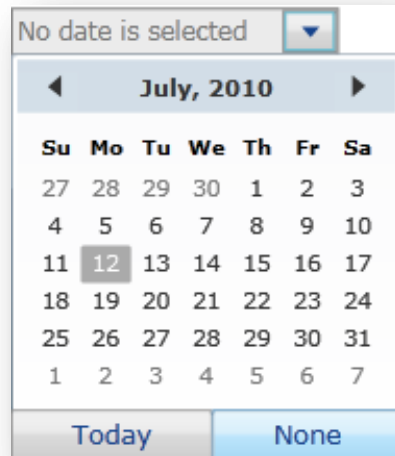 No date is selected
July, 2010
Su Mo Tu We Th Fr Sa
27 28 29 30 1 2 3
4 5 6 7 8 9 10
11 12 13 14 15 16 17
18 19 20 21 22 23 24
25 26 27 28 29 30 31
1 2 3 4 5 6 7
Today None